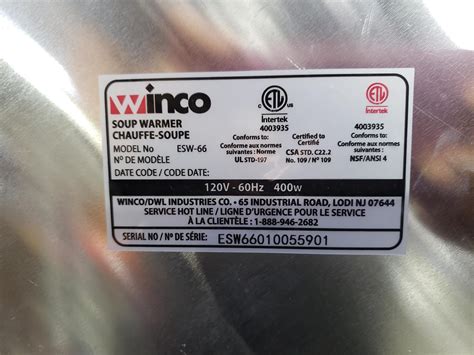 Winco
SOUP WARMER
CHAUFFE-SOUPE
MODEL No ESW-66
Nº DE MODÈLE
DATE CODE / CODE DATE:
ETL
C US
Intertek
4003935
Conforms to:
Conforme aux normes
suivantes : Norme
UL STD-197
Certified to
Certifié
CSA STD. C22.2
No. 109 / N° 109
ETL
Intertek
4003935
Conforms to:
Conforme aux normes
suivantes :
NSF/ANSI 4
120V - 60Hz 400w
WINCO/DWL INDUSTRIES CO. • 65 INDUSTRIAL ROAD, LODI NJ 07644
SERVICE HOT LINE / LIGNE D'URGENCE POUR LE SERVICE
À LA CLIENTÈLE : 1-888-946-2682
SERIAL NO / Nº DE SÉRIE: ESW66010055901